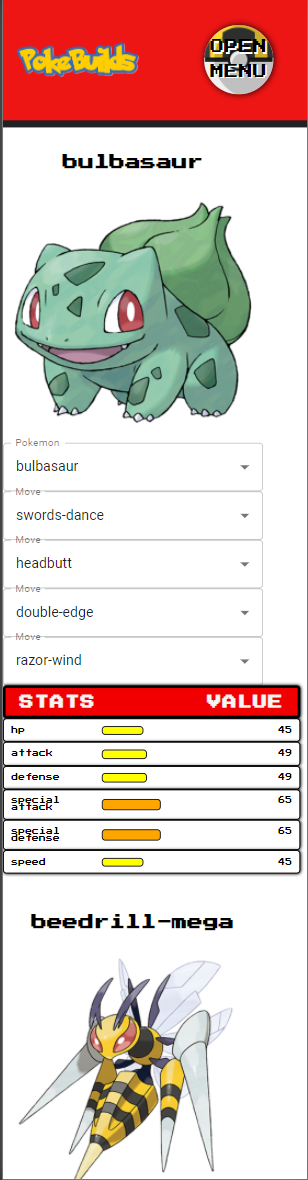 PokeBuilds
OPEN
MENU
bulbasaur
Pokemon
bulbasaur
Move
swords-dance
Move
headbutt
Move
double-edge
Move
razor-wind
STATS VALUE
hp 45
attack 49
defense 49
special
attack 65
special
defense 65
speed 45
beedrill-mega